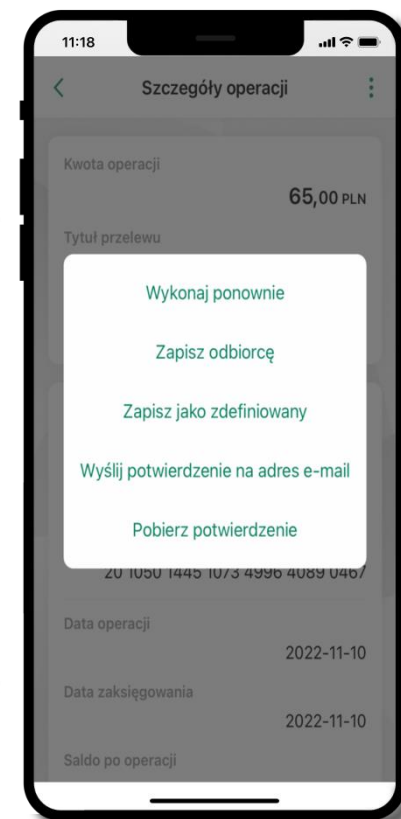 11:18
Szczegóły operacji
Kwota operacji
65,00 PLN
Tytuł przelewu
Wykonaj ponownie
Zapisz odbiorcę
Zapisz jako zdefiniowany
Wyślij potwierdzenie na adres e-mail
Pobierz potwierdzenie
20 1050 1445 1073 4996 4089 0467
Data operacji
2022-11-10
Data zaksięgowania
2022-11-10
Saldo po operacji